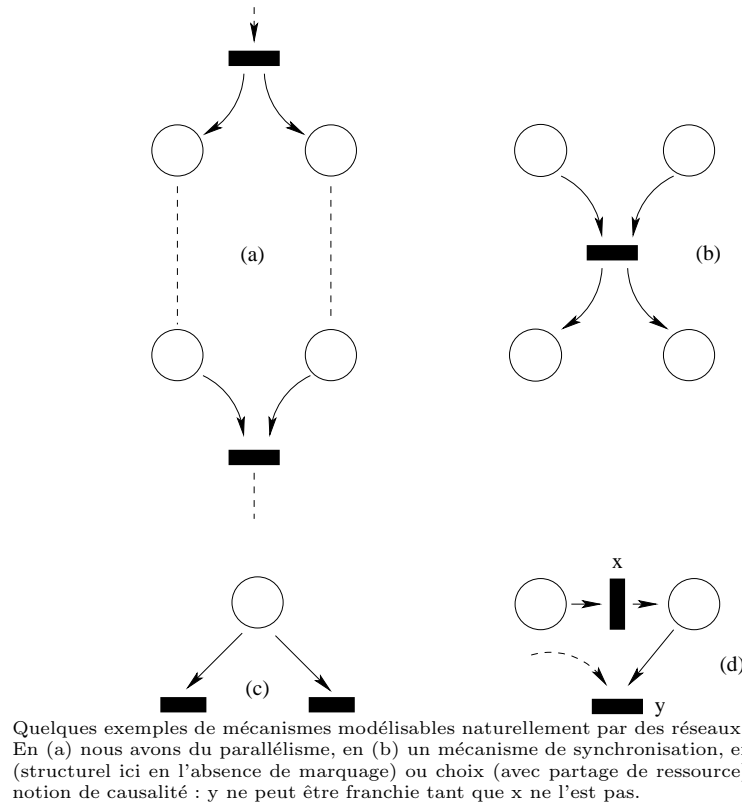 (a)
(b)
x
(c)
(d)
y
Quelques exemples de mécanismes modélisables naturellement par des réseaux
En (a) nous avons du parallélisme, en (b) un mécanisme de synchronisation, e
(structurel ici en l'absence de marquage) ou choix (avec partage de ressource
notion de causalité : y ne peut être franchie tant que x ne l'est pas.